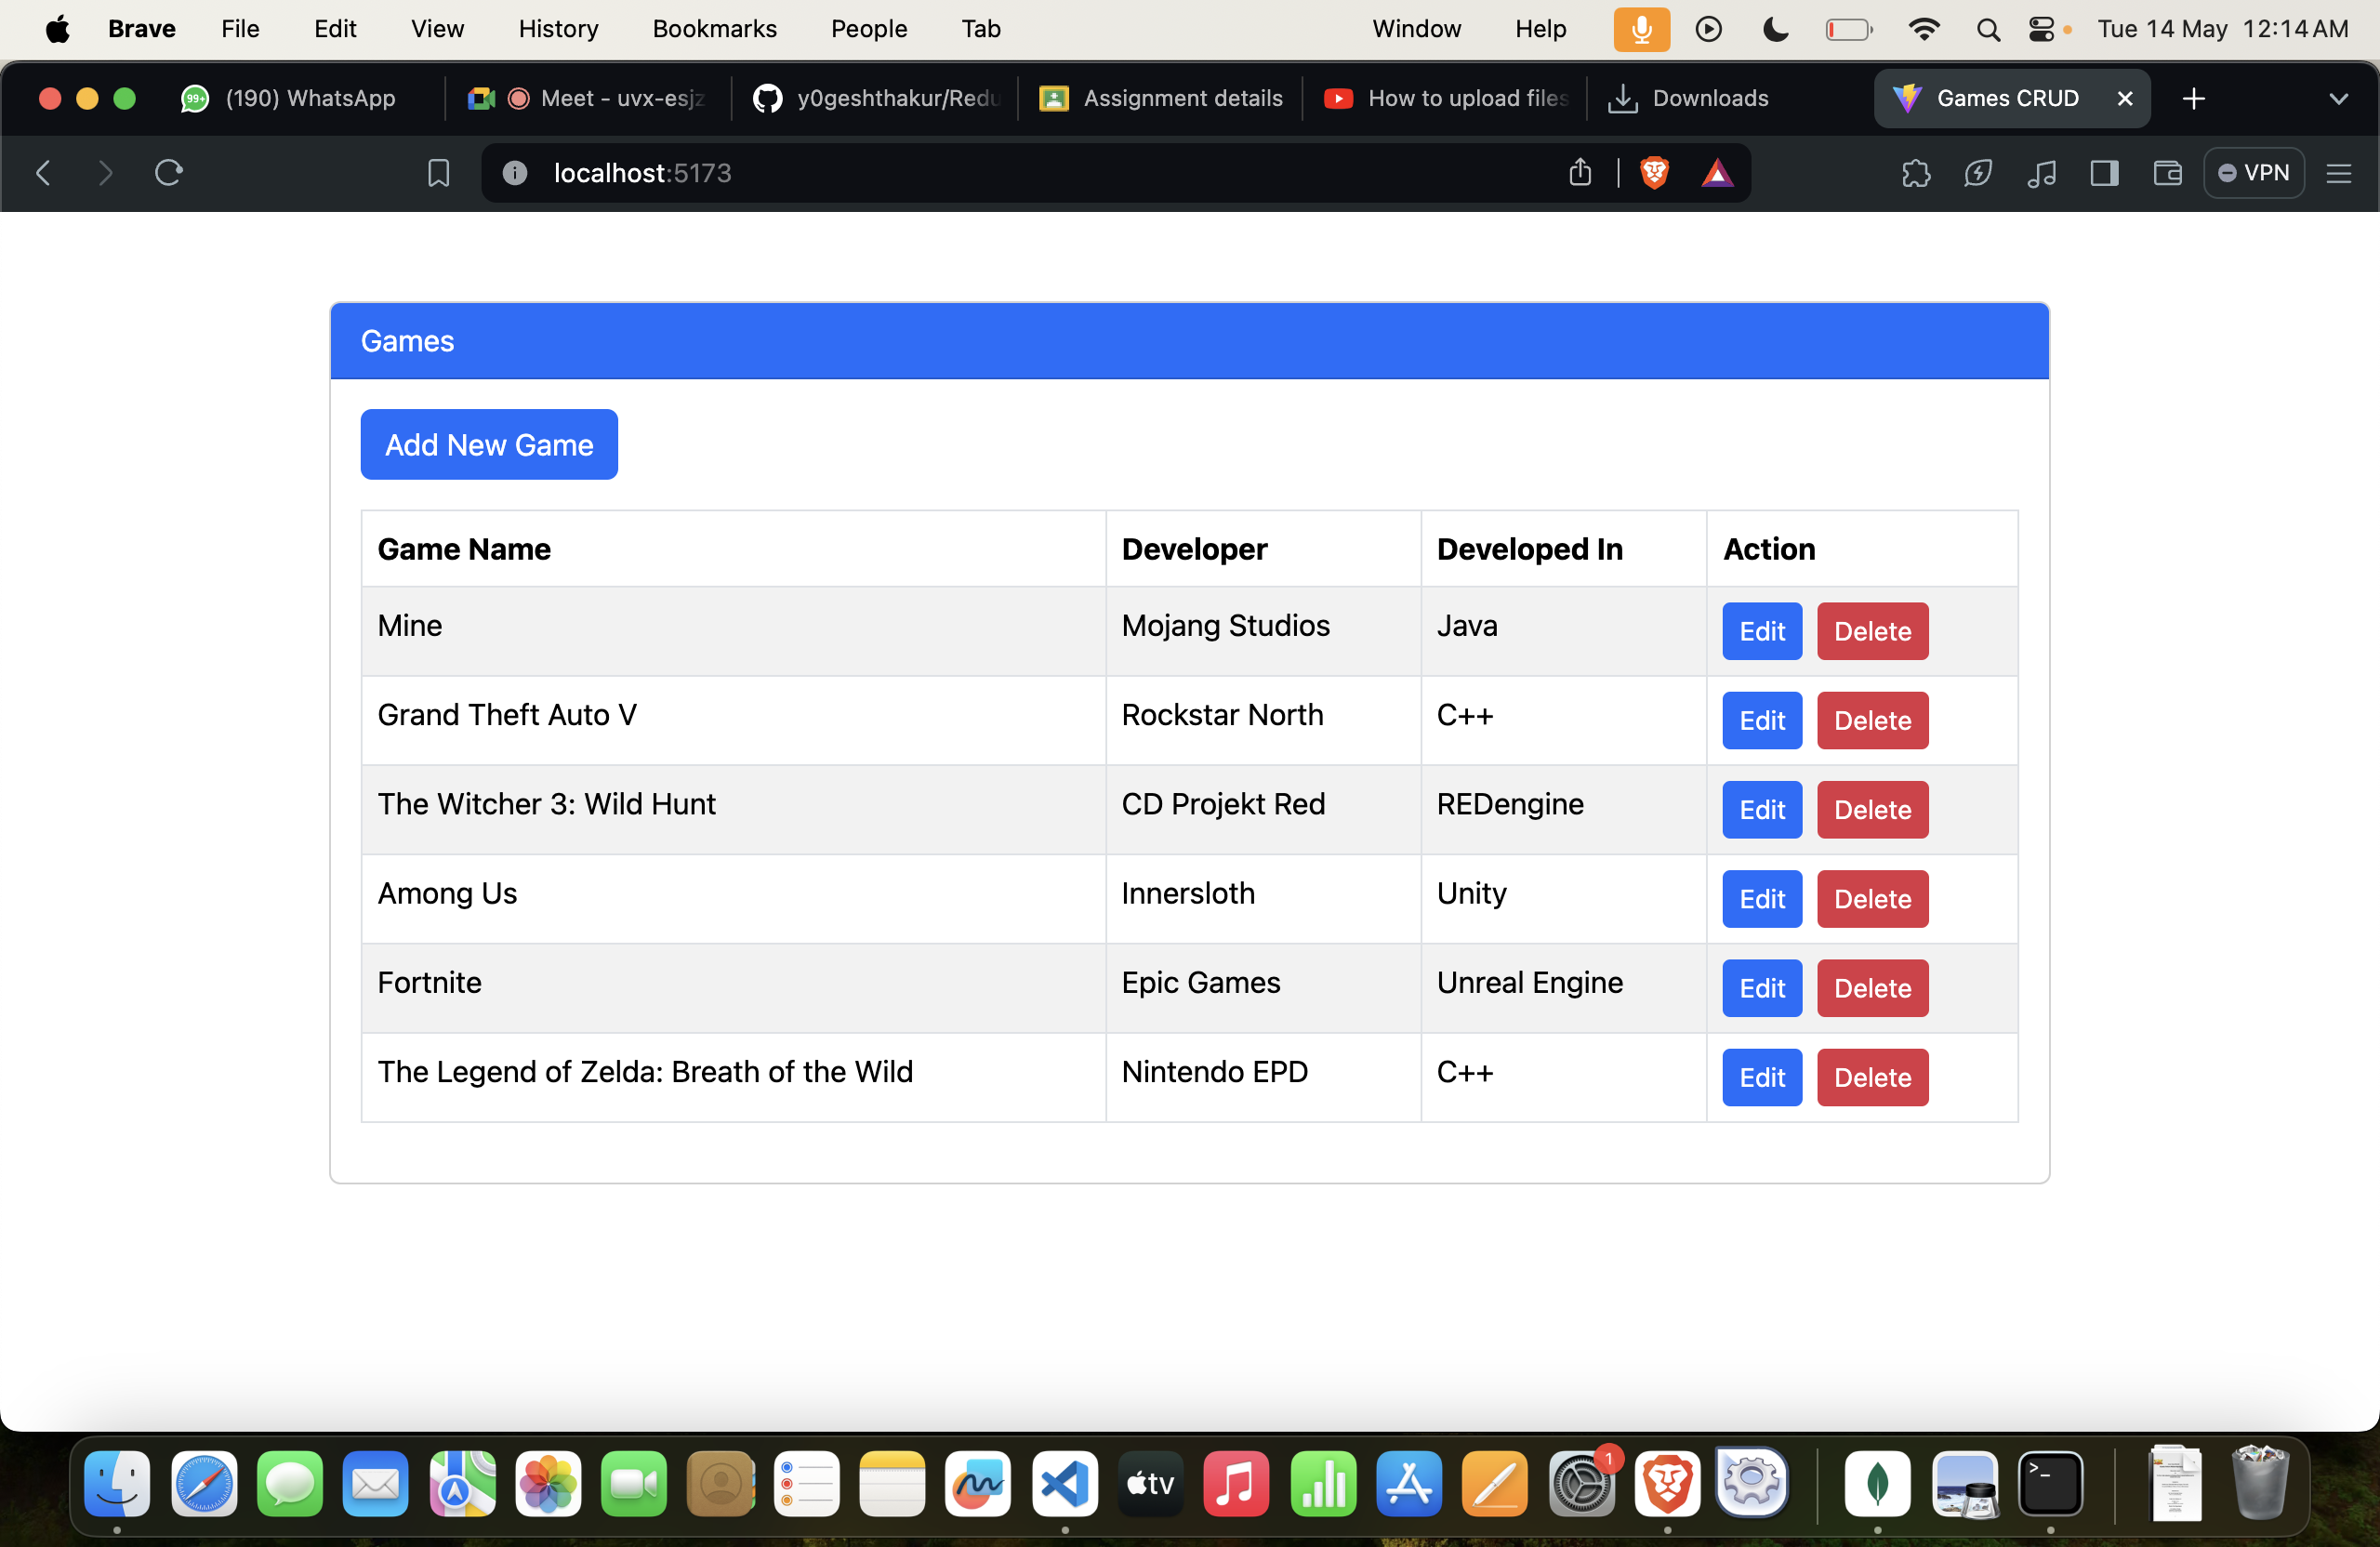 Brave File Edit View History Bookmarks People Tab Window Help Tue 14 May 12:14 AM
99+ (190) WhatsApp Meet - uvx-esjz y0geshthakur/Redu Assignment details How to upload files Downloads Games CRUD
localhost:5173 VPN
Games
Add New Game
Game Name Developer Developed In Action
Mine Mojang Studios Java Edit Delete
Grand Theft Auto V Rockstar North C++ Edit Delete
The Witcher 3: Wild Hunt CD Projekt Red REDengine Edit Delete
Among Us Innersloth Unity Edit Delete
Fortnite Epic Games Unreal Engine Edit Delete
The Legend of Zelda: Breath of the Wild Nintendo EPD C++ Edit Delete
tv 1 >_